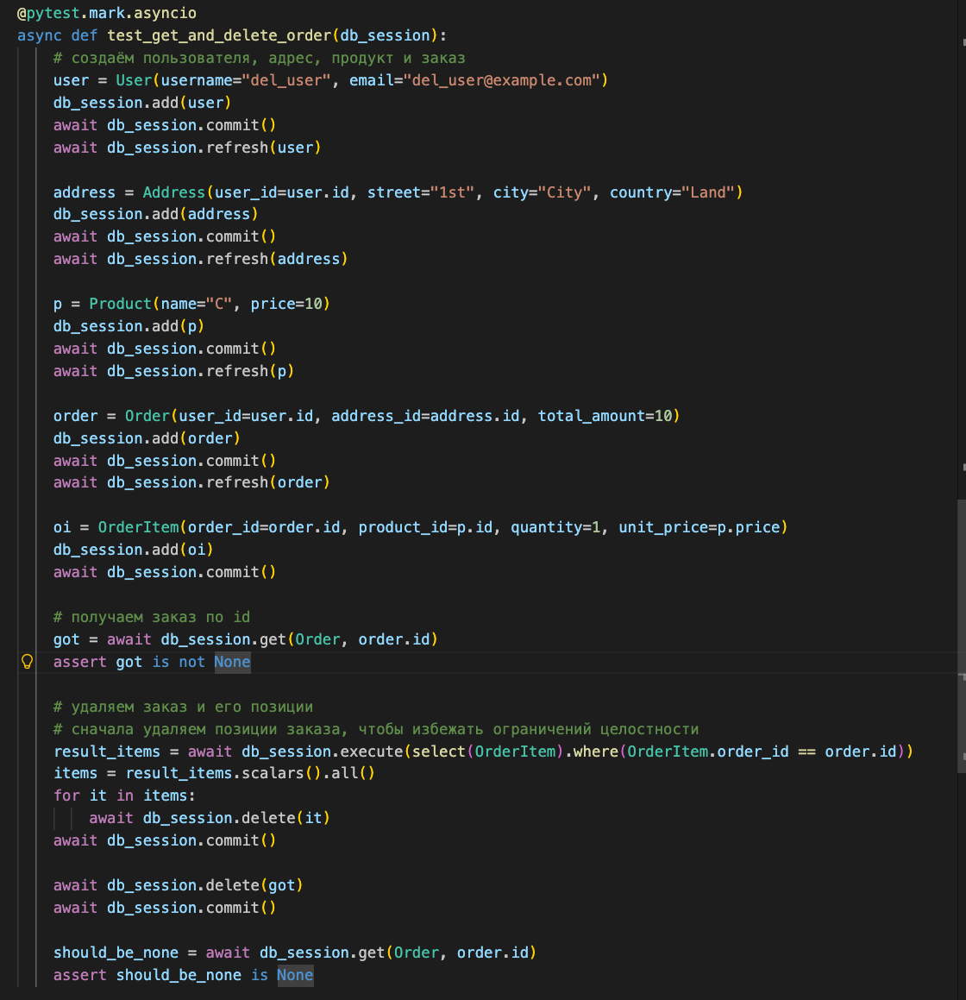 @pytest.mark.asyncio
async def test_get_and_delete_order(db_session):
    # создаём пользователя, адрес, продукт и заказ
    user = User(username="del_user", email="del_user@example.com")
    db_session.add(user)
    await db_session.commit()
    await db_session.refresh(user)

    address = Address(user_id=user.id, street="1st", city="City", country="Land")
    db_session.add(address)
    await db_session.commit()
    await db_session.refresh(address)

    p = Product(name="C", price=10)
    db_session.add(p)
    await db_session.commit()
    await db_session.refresh(p)

    order = Order(user_id=user.id, address_id=address.id, total_amount=10)
    db_session.add(order)
    await db_session.commit()
    await db_session.refresh(order)

    oi = OrderItem(order_id=order.id, product_id=p.id, quantity=1, unit_price=p.price)
    db_session.add(oi)
    await db_session.commit()

    # получаем заказ по id
    got = await db_session.get(Order, order.id)
    assert got is not None

    # удаляем заказ и его позиции
    # сначала удаляем позиции заказа, чтобы избежать ограничений целостности
    result_items = await db_session.execute(select(OrderItem).where(OrderItem.order_id == order.id))
    items = result_items.scalars().all()
    for it in items:
        await db_session.delete(it)
    await db_session.commit()

    await db_session.delete(got)
    await db_session.commit()

    should_be_none = await db_session.get(Order, order.id)
    assert should_be_none is None